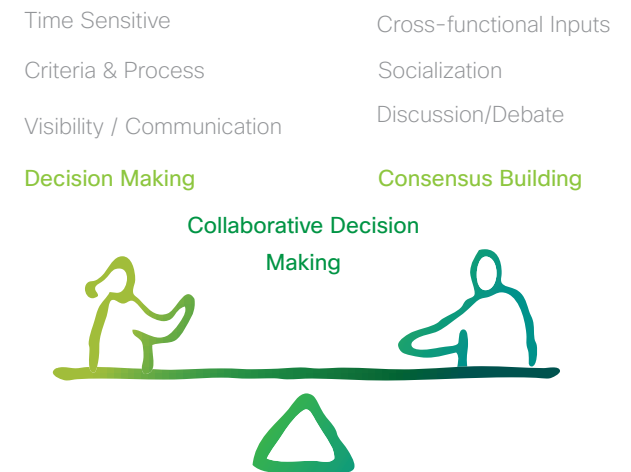 Time Sensitive
Criteria & Process
Visibility / Communication
Decision Making
Cross-functional Inputs
Socialization
Discussion/Debate
Consensus Building
Collaborative Decision
Making